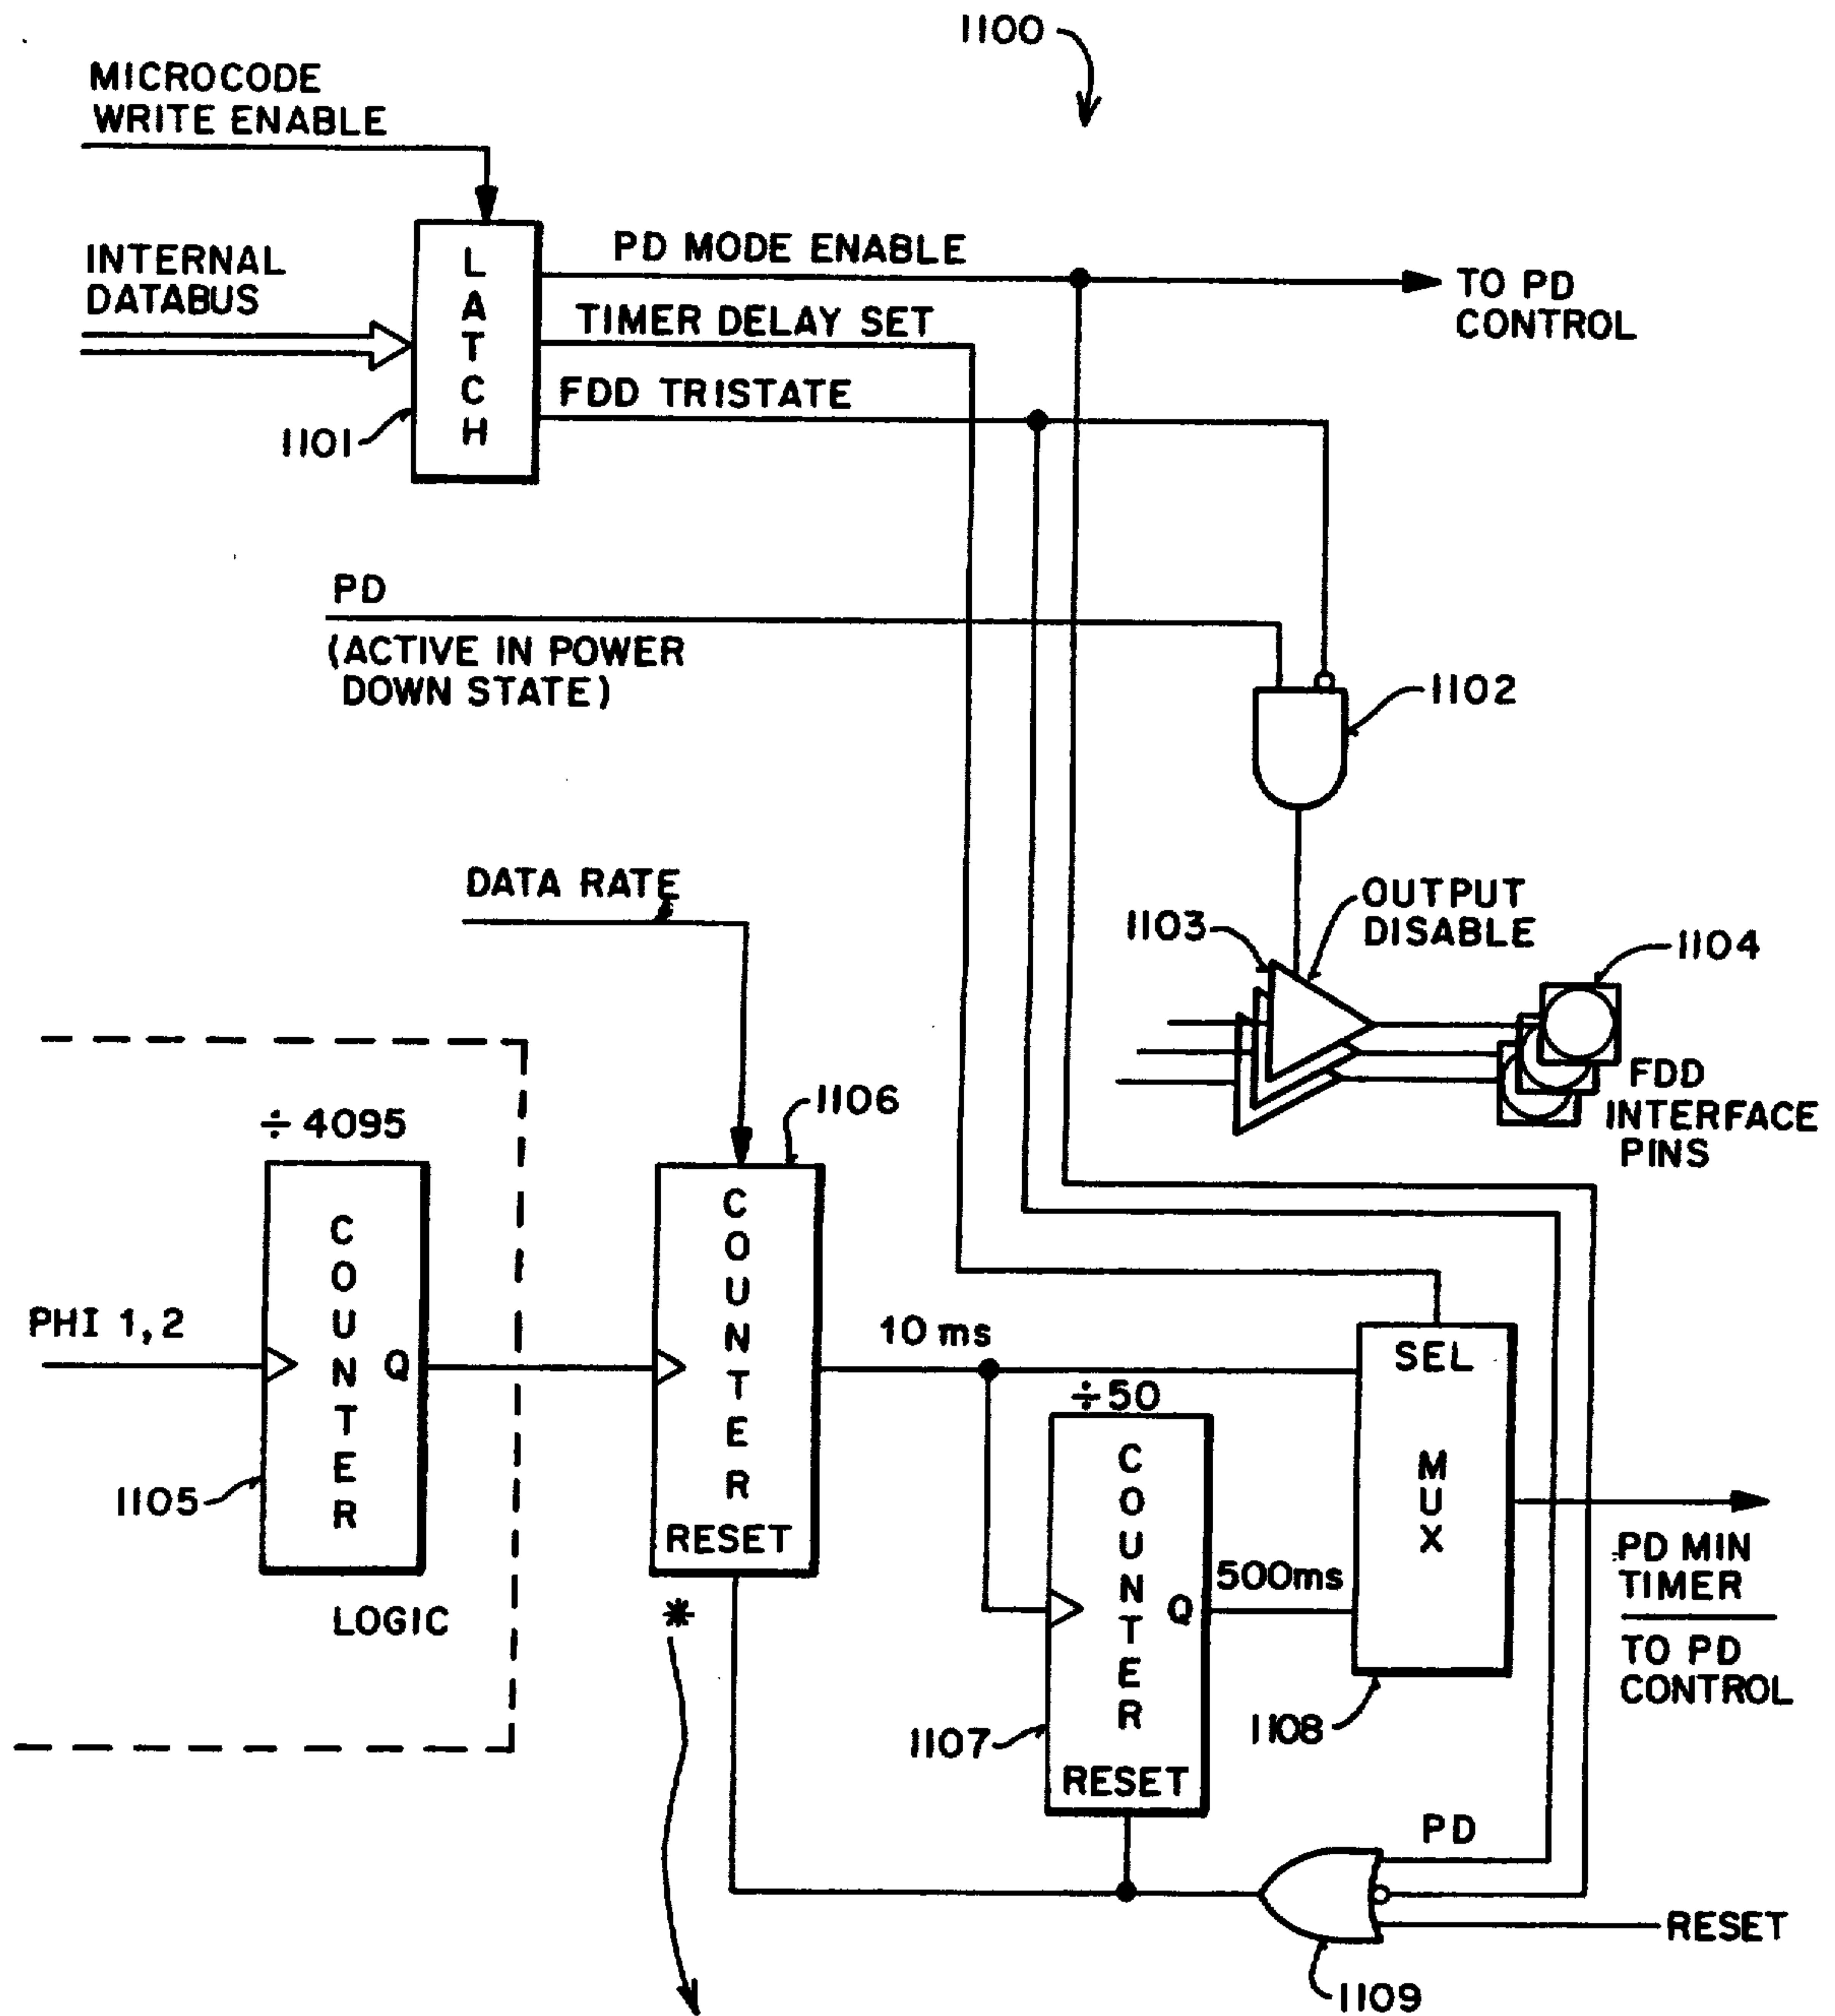 1100
MICROCODE
WRITE ENABLE
INTERNAL
DATABUS
LATCH
1101
PD MODE ENABLE
TIMER DELAY SET
FDD TRISTATE
TO PD
CONTROL
PD
(ACTIVE IN POWER
DOWN STATE)
1102
DATA RATE
OUTPUT
DISABLE
1103
1104
FDD
INTERFACE
PINS
÷4095
COUNTER
Q
PHI 1,2
1105
LOGIC
1106
COUNTER
RESET
*
10 ms
÷50
COUNTER
Q
RESET
1107
500ms
SEL
MUX
1108
PD MIN
TIMER
TO PD
CONTROL
PD
RESET
1109